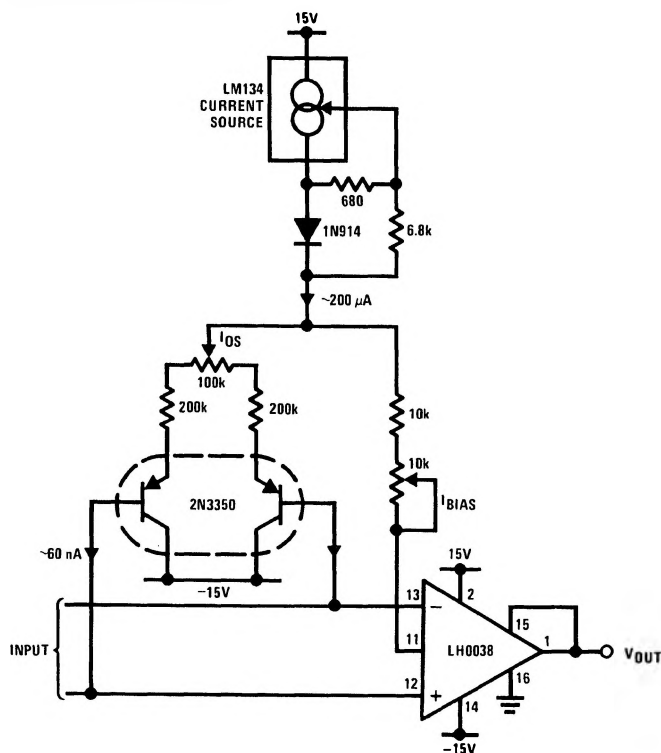 15V
LM134
CURRENT
SOURCE
680
1N914
6.8k
~200 μA
IOS
100k
200k
200k
10k
10k
IBIAS
2N3350
~60 nA
−15V
15V
13
−
2
15
INPUT
11
LH0038
1
VOUT
12
+
16
14
−15V